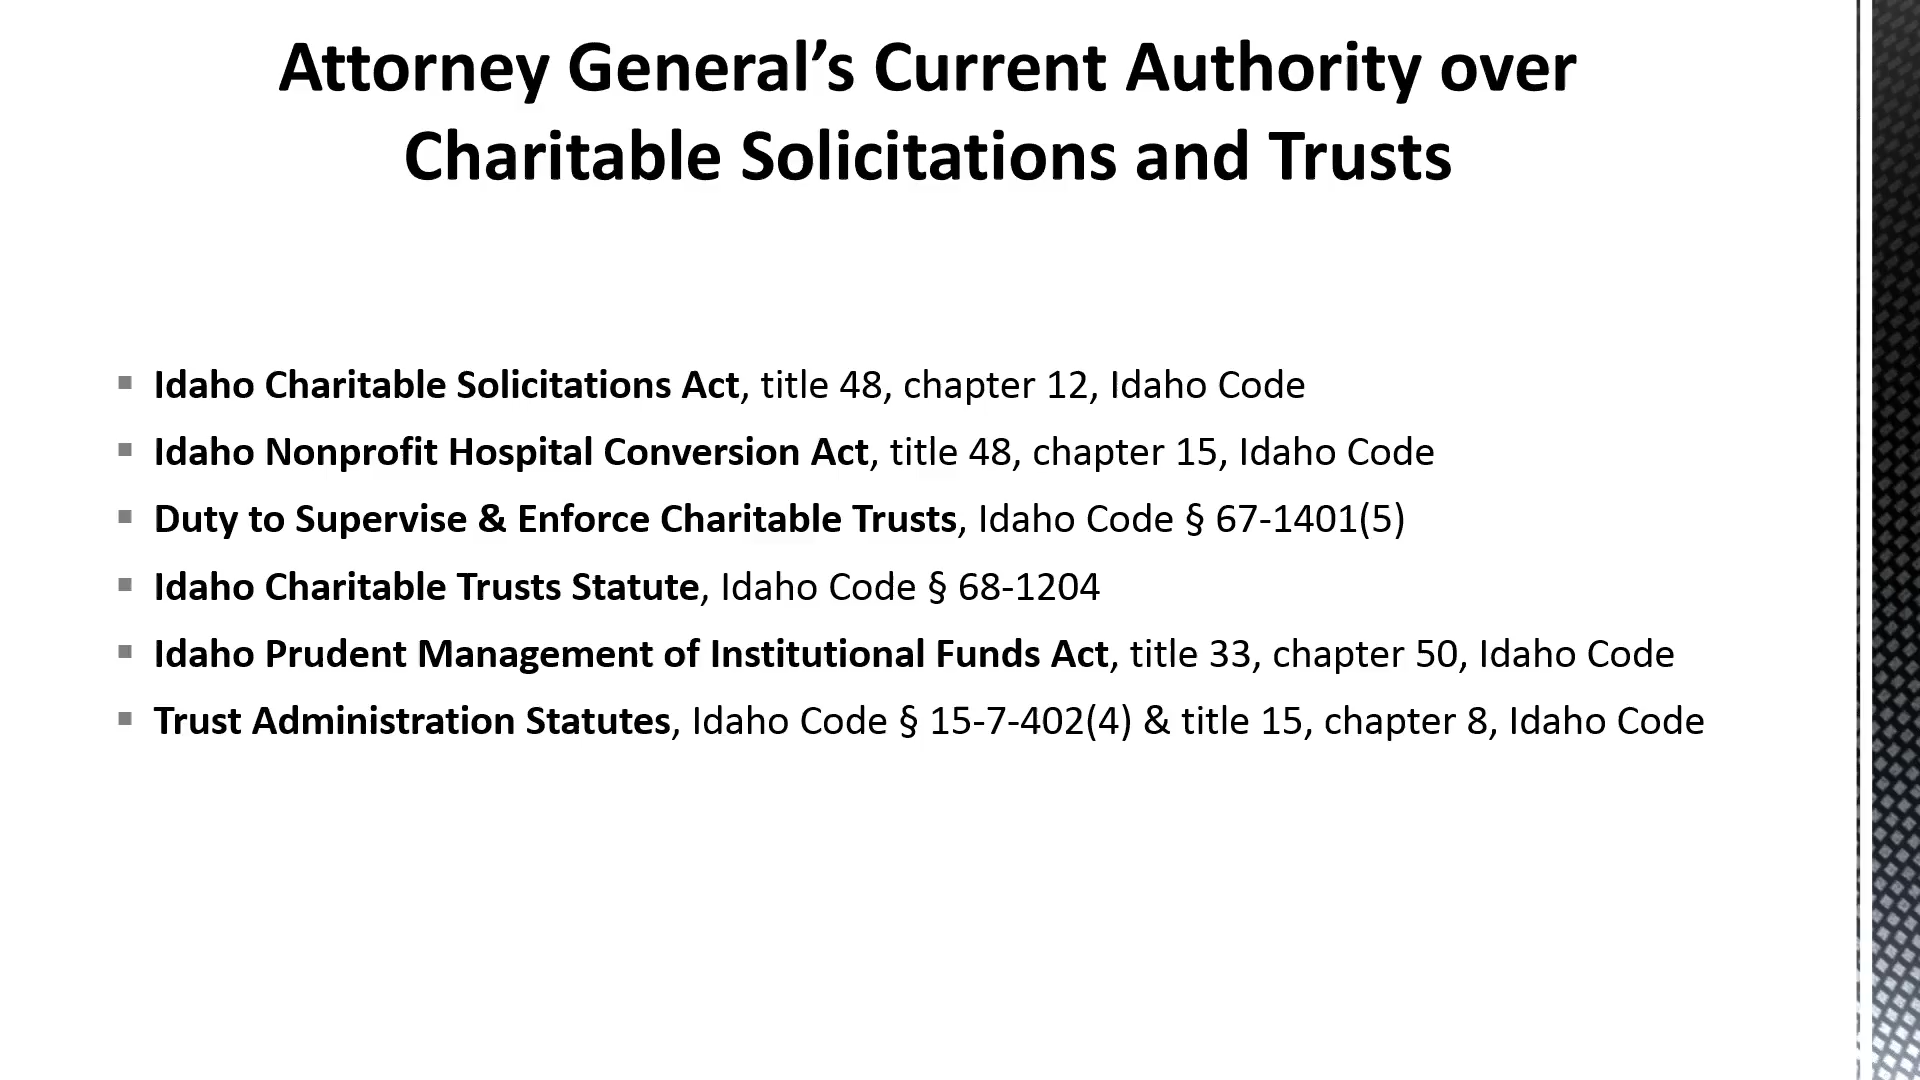 Attorney General’s Current Authority over
Charitable Solicitations and Trusts
▪ Idaho Charitable Solicitations Act, title 48, chapter 12, Idaho Code
▪ Idaho Nonprofit Hospital Conversion Act, title 48, chapter 15, Idaho Code
▪ Duty to Supervise & Enforce Charitable Trusts, Idaho Code § 67-1401(5)
▪ Idaho Charitable Trusts Statute, Idaho Code § 68-1204
▪ Idaho Prudent Management of Institutional Funds Act, title 33, chapter 50, Idaho Code
▪ Trust Administration Statutes, Idaho Code § 15-7-402(4) & title 15, chapter 8, Idaho Code